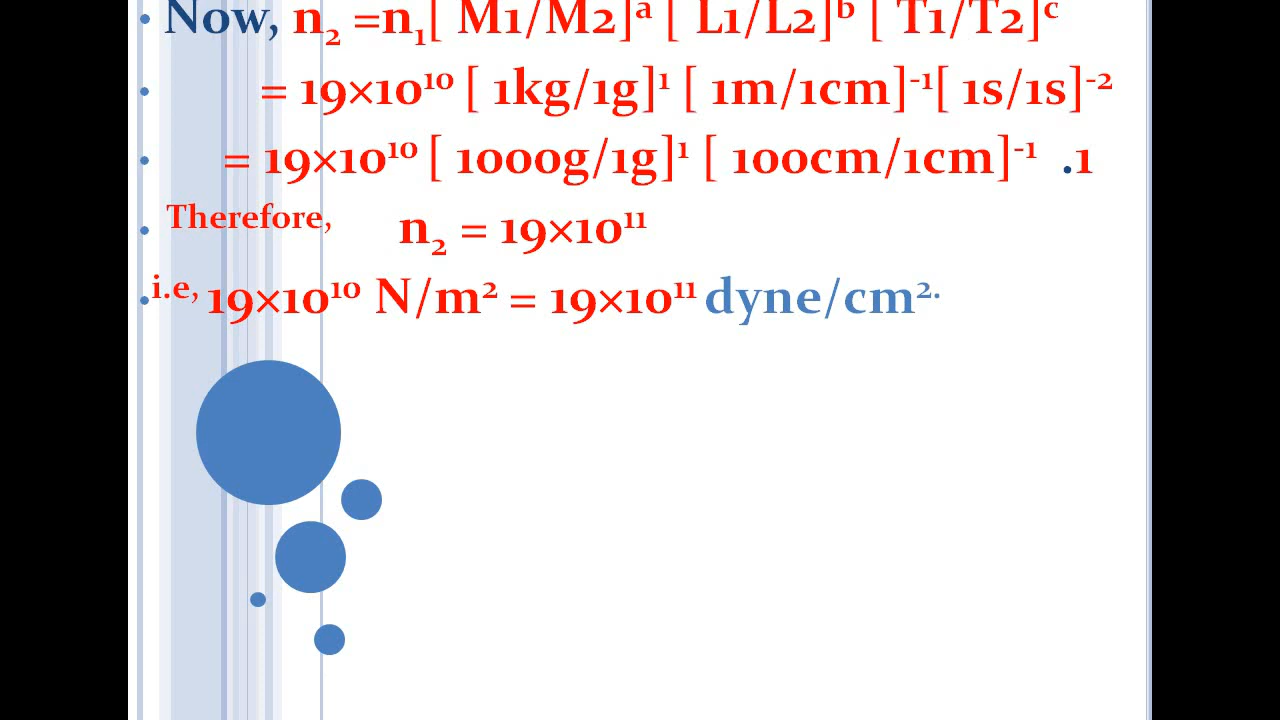 • Now, n₂ =n₁[ M1/M2]ᵃ [ L1/L2]ᵇ [ T1/T2]ᶜ
• = 19×10¹⁰ [ 1kg/1g]¹ [ 1m/1cm]⁻¹[ 1s/1s]⁻²
• = 19×10¹⁰ [ 1000g/1g]¹ [ 100cm/1cm]⁻¹ .1
• Therefore, n₂ = 19×10¹¹
• i.e, 19×10¹⁰ N/m² = 19×10¹¹ dyne/cm²·